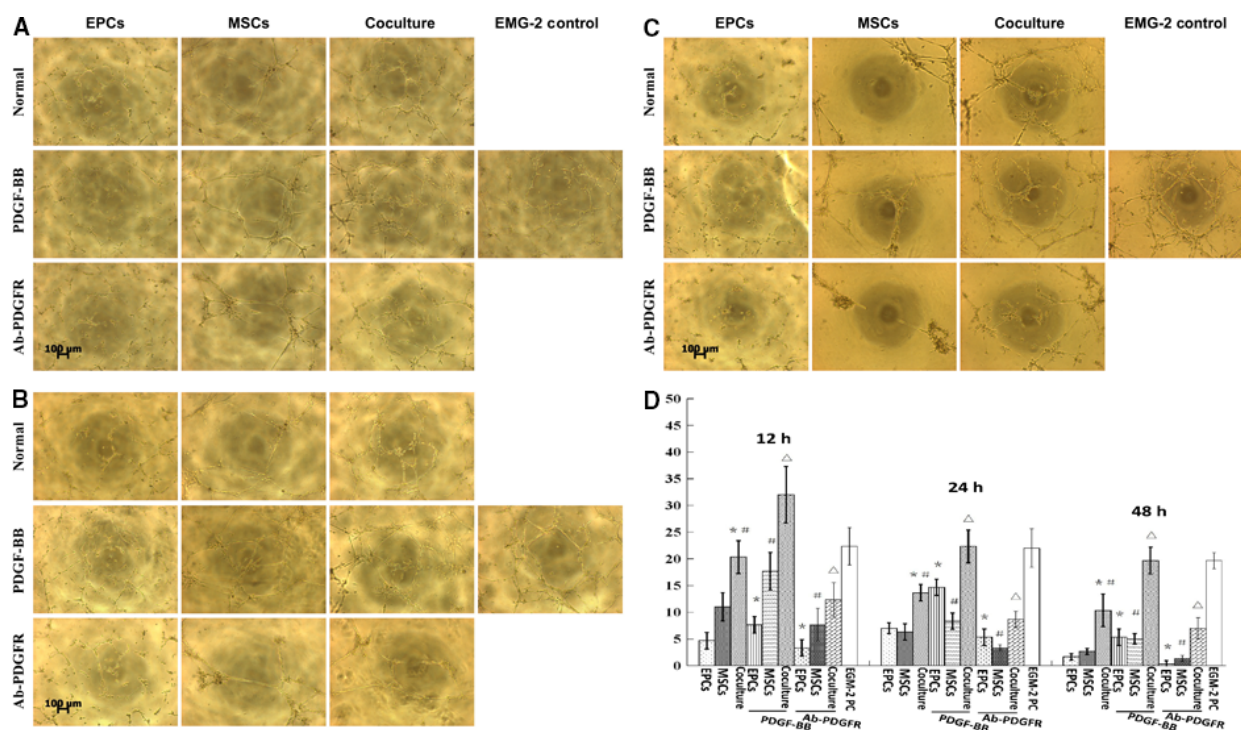 A
EPCs MSCs Coculture EMG-2 control
Normal
PDGF-BB
Ab-PDGFR
100 µm
B
Normal
PDGF-BB
Ab-PDGFR
100 µm
C
EPCs MSCs Coculture EMG-2 control
Normal
PDGF-BB
Ab-PDGFR
100 µm
D
50
45
40
35
30
25
20
15
10
5
0
12 h
24 h
48 h
* # * # △ * # △
* # * # △ * # △
* # * # △ * # △
EPCs MSCs Coculture EPCs MSCs Coculture EPCs MSCs Coculture EGM-2 PC
EPCs MSCs Coculture EPCs MSCs Coculture EPCs MSCs Coculture EGM-2 PC
EPCs MSCs Coculture EPCs MSCs Coculture EPCs MSCs Coculture EGM-2 PC
PDGF-BB Ab-PDGFR PDGF-BB Ab-PDGFR PDGF-BB Ab-PDGFR